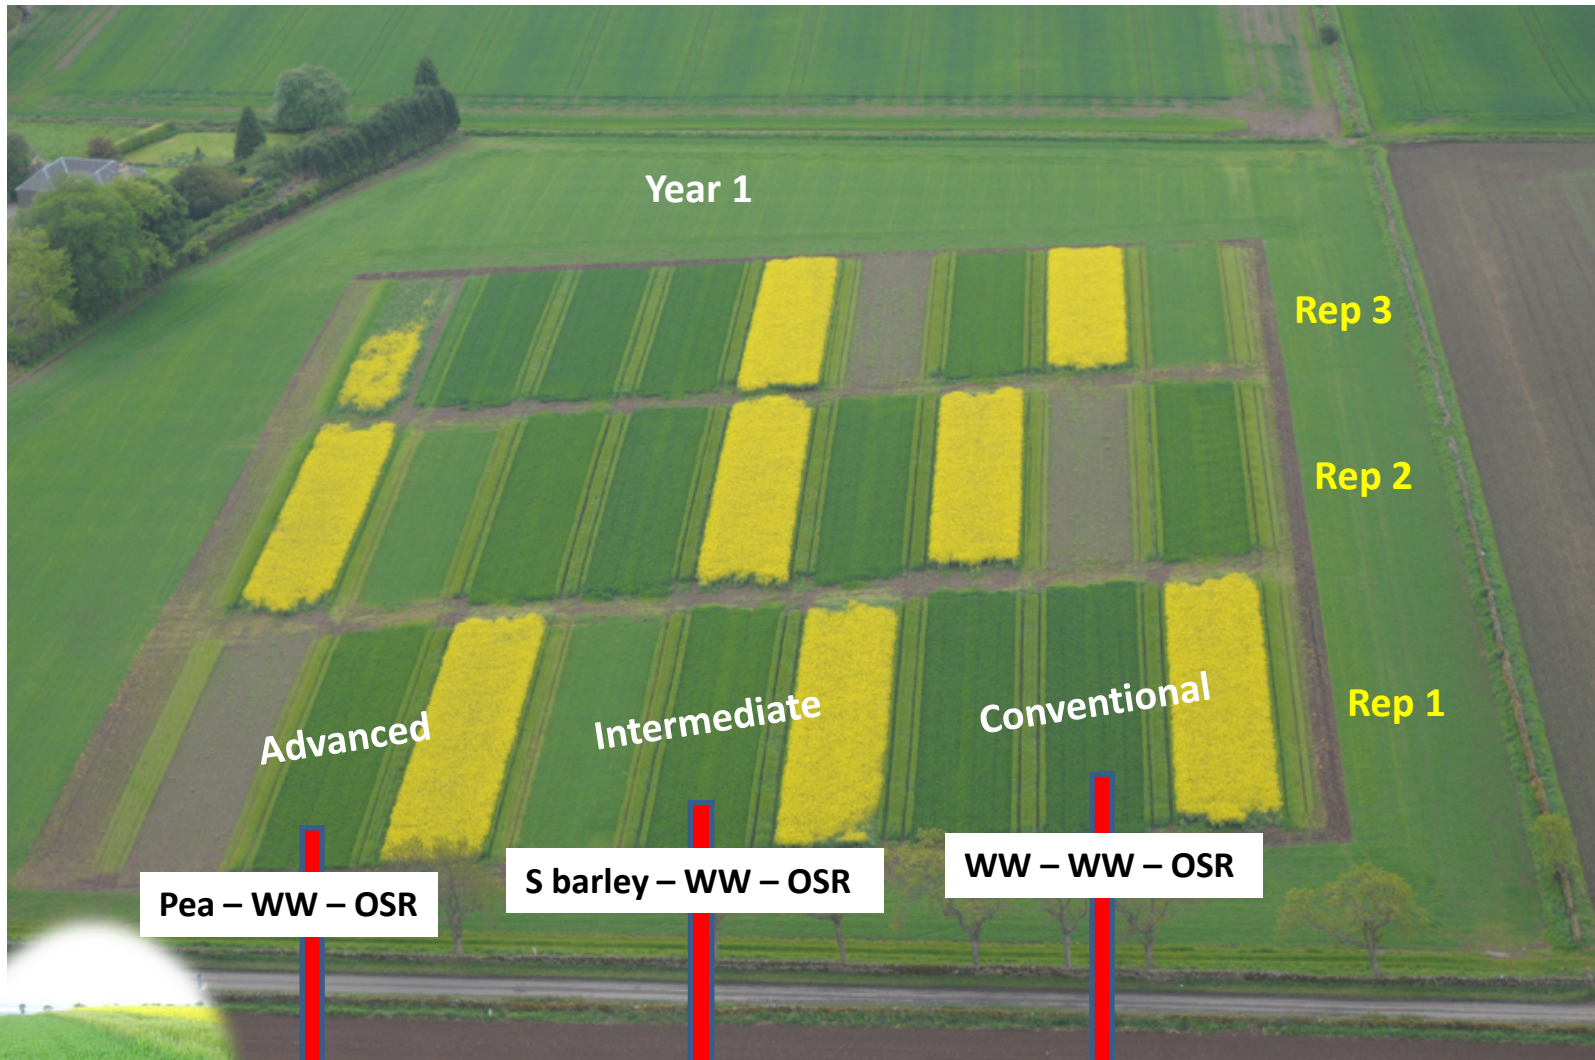 Year 1
Rep 3
Rep 2
Rep 1
Advanced
Intermediate
Conventional
Pea – WW – OSR
S barley – WW – OSR
WW – WW – OSR